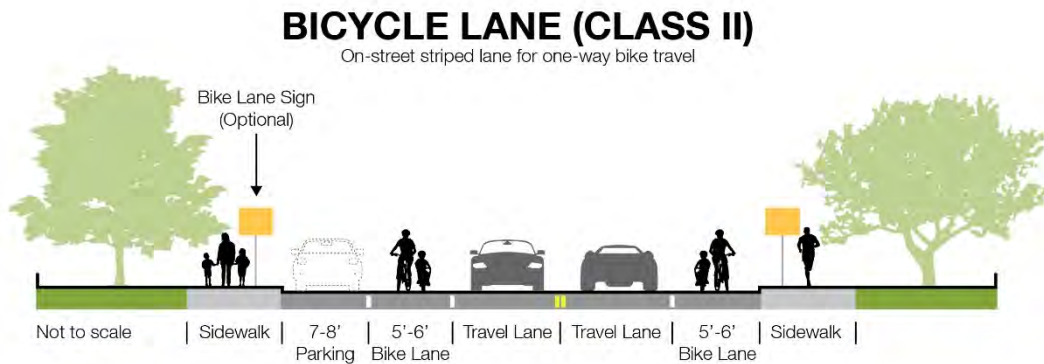 BICYCLE LANE (CLASS II)
On-street striped lane for one-way bike travel
Bike Lane Sign
(Optional)
Not to scale | Sidewalk | 7-8' | 5'-6' | Travel Lane | Travel Lane | 5'-6' | Sidewalk |
Parking Bike Lane Bike Lane